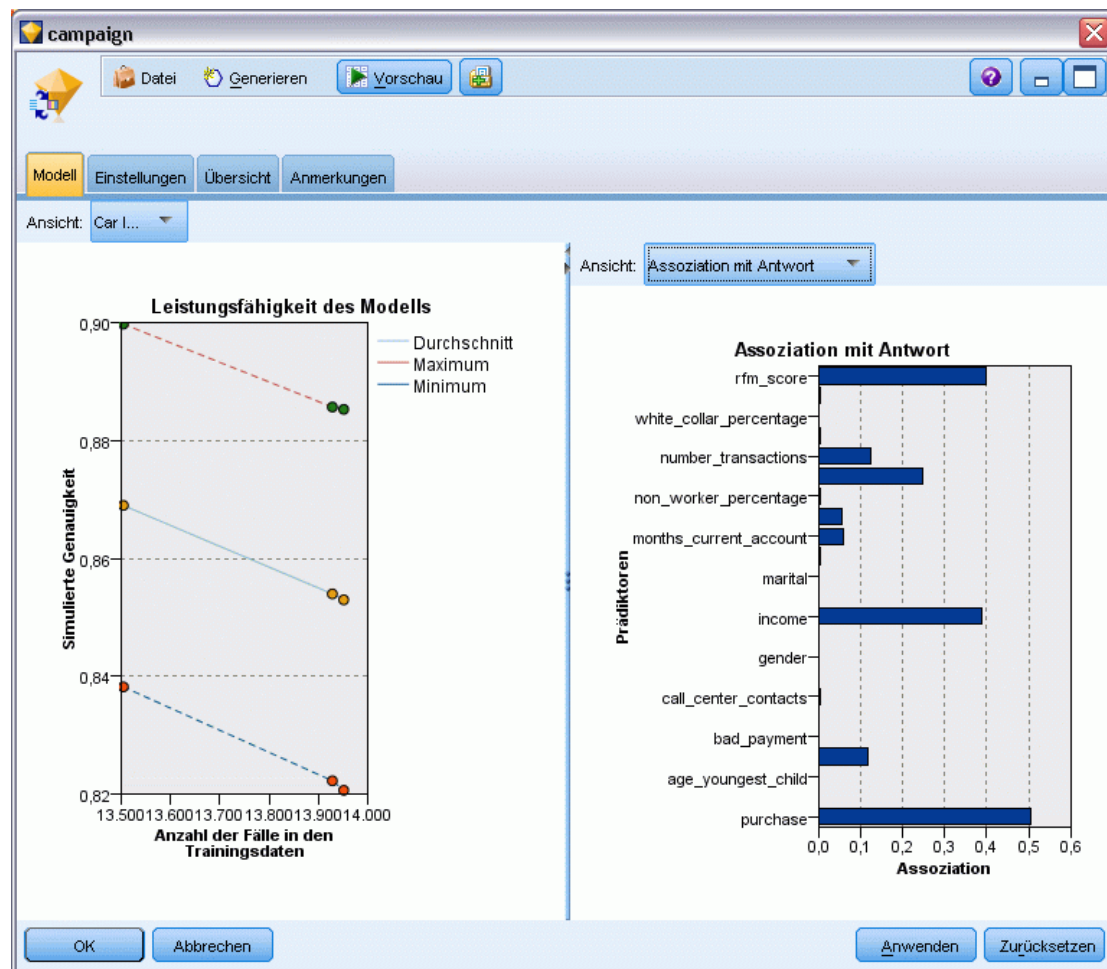 campaign
Datei
Generieren
Vorschau
Modell
Einstellungen
Übersicht
Anmerkungen
Ansicht:
Car I...
Leistungsfähigkeit des Modells
0,90
0,88
0,86
0,84
0,82
Simulierte Genauigkeit
13.500
13.600
13.700
13.800
13.900
14.000
Anzahl der Fälle in den
Trainingsdaten
Durchschnitt
Maximum
Minimum
Ansicht:
Assoziation mit Antwort
Assoziation mit Antwort
Prädiktoren
rfm_score
white_collar_percentage
number_transactions
non_worker_percentage
months_current_account
marital
income
gender
call_center_contacts
bad_payment
age_youngest_child
purchase
0,0
0,1
0,2
0,3
0,4
0,5
0,6
Assoziation
OK
Abbrechen
Anwenden
Zurücksetzen